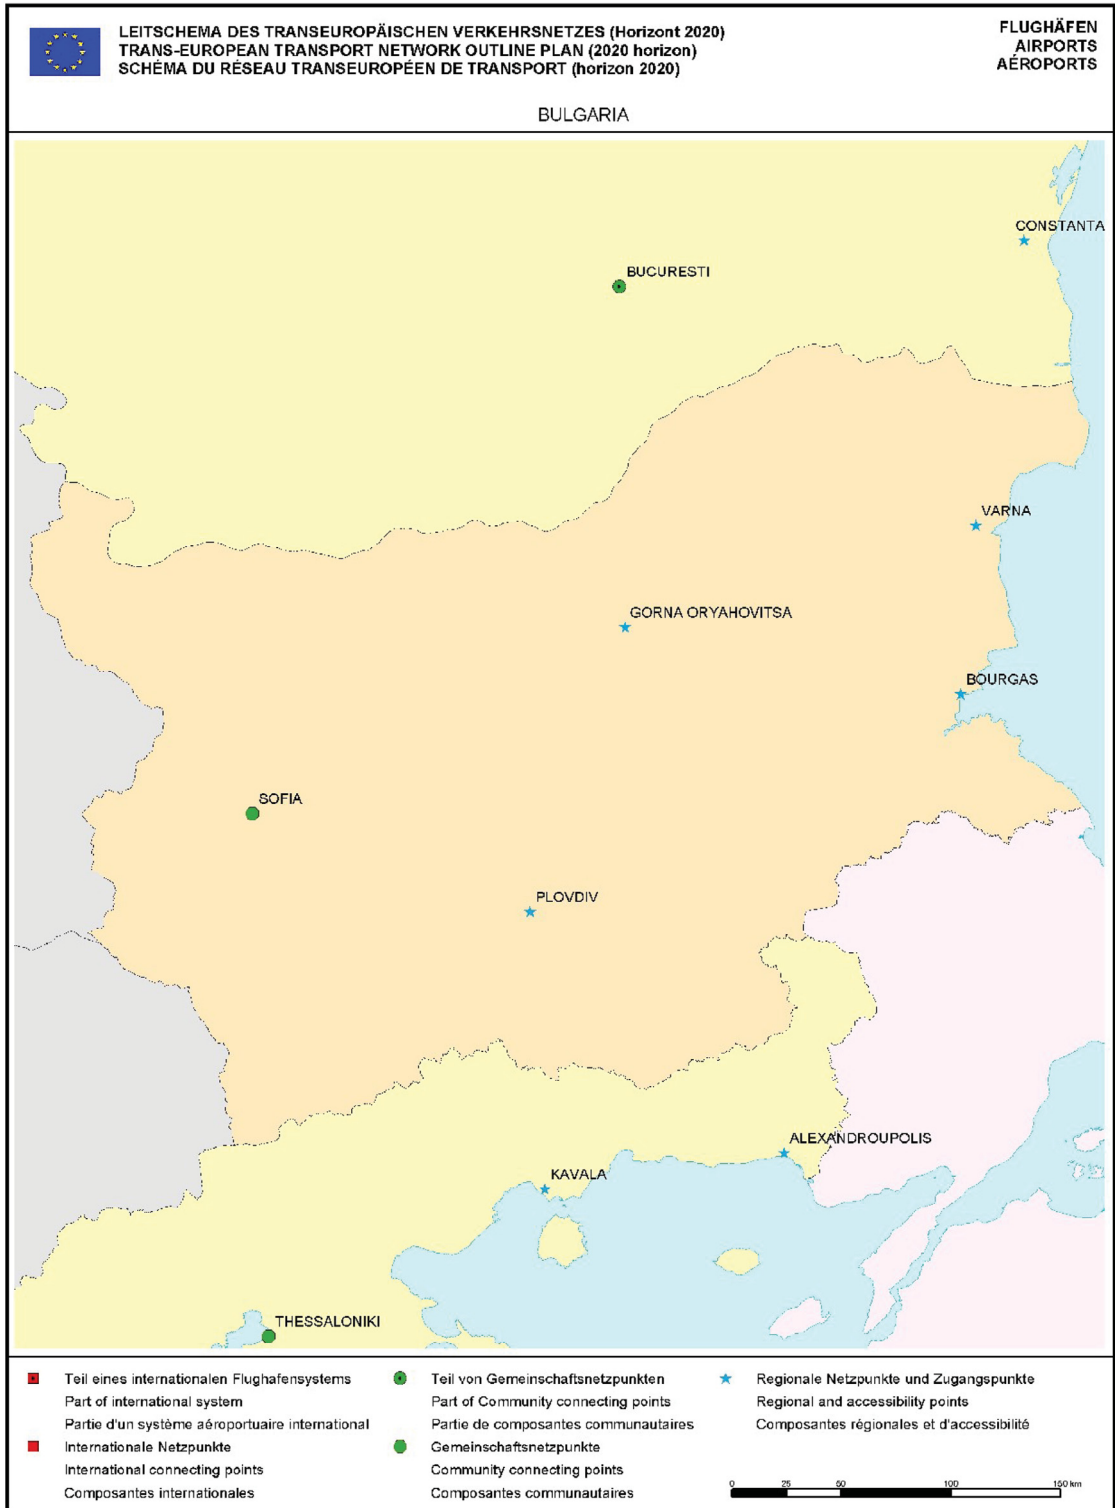 LEITSCHEMA DES TRANSEUROPÄISCHEN VERKEHRSNETZES (Horizont 2020)
TRANS-EUROPEAN TRANSPORT NETWORK OUTLINE PLAN (2020 horizon)
SCHÉMA DU RÉSEAU TRANSEUROPÉEN DE TRANSPORT (horizon 2020)
FLUGHÄFEN
AIRPORTS
AÉROPORTS
BULGARIA
CONSTANTA
BUCURESTI
VARNA
GORNA ORYAHOVITSA
BOURGAS
SOFIA
PLOVDIV
ALEXANDROUPOLIS
KAVALA
THESSALONIKI
Teil eines internationalen Flughafensystems
Part of international system
Partie d'un système aéroportuaire international
Internationale Netzpunkte
International connecting points
Composantes internationales
Teil von Gemeinschaftsnetzpunkten
Part of Community connecting points
Partie de composantes communautaires
Gemeinschaftsnetzpunkte
Community connecting points
Composantes communautaires
Regionale Netzpunkte und Zugangspunkte
Regional and accessibility points
Composantes régionales et d'accessibilité
0 25 50 100 150 km